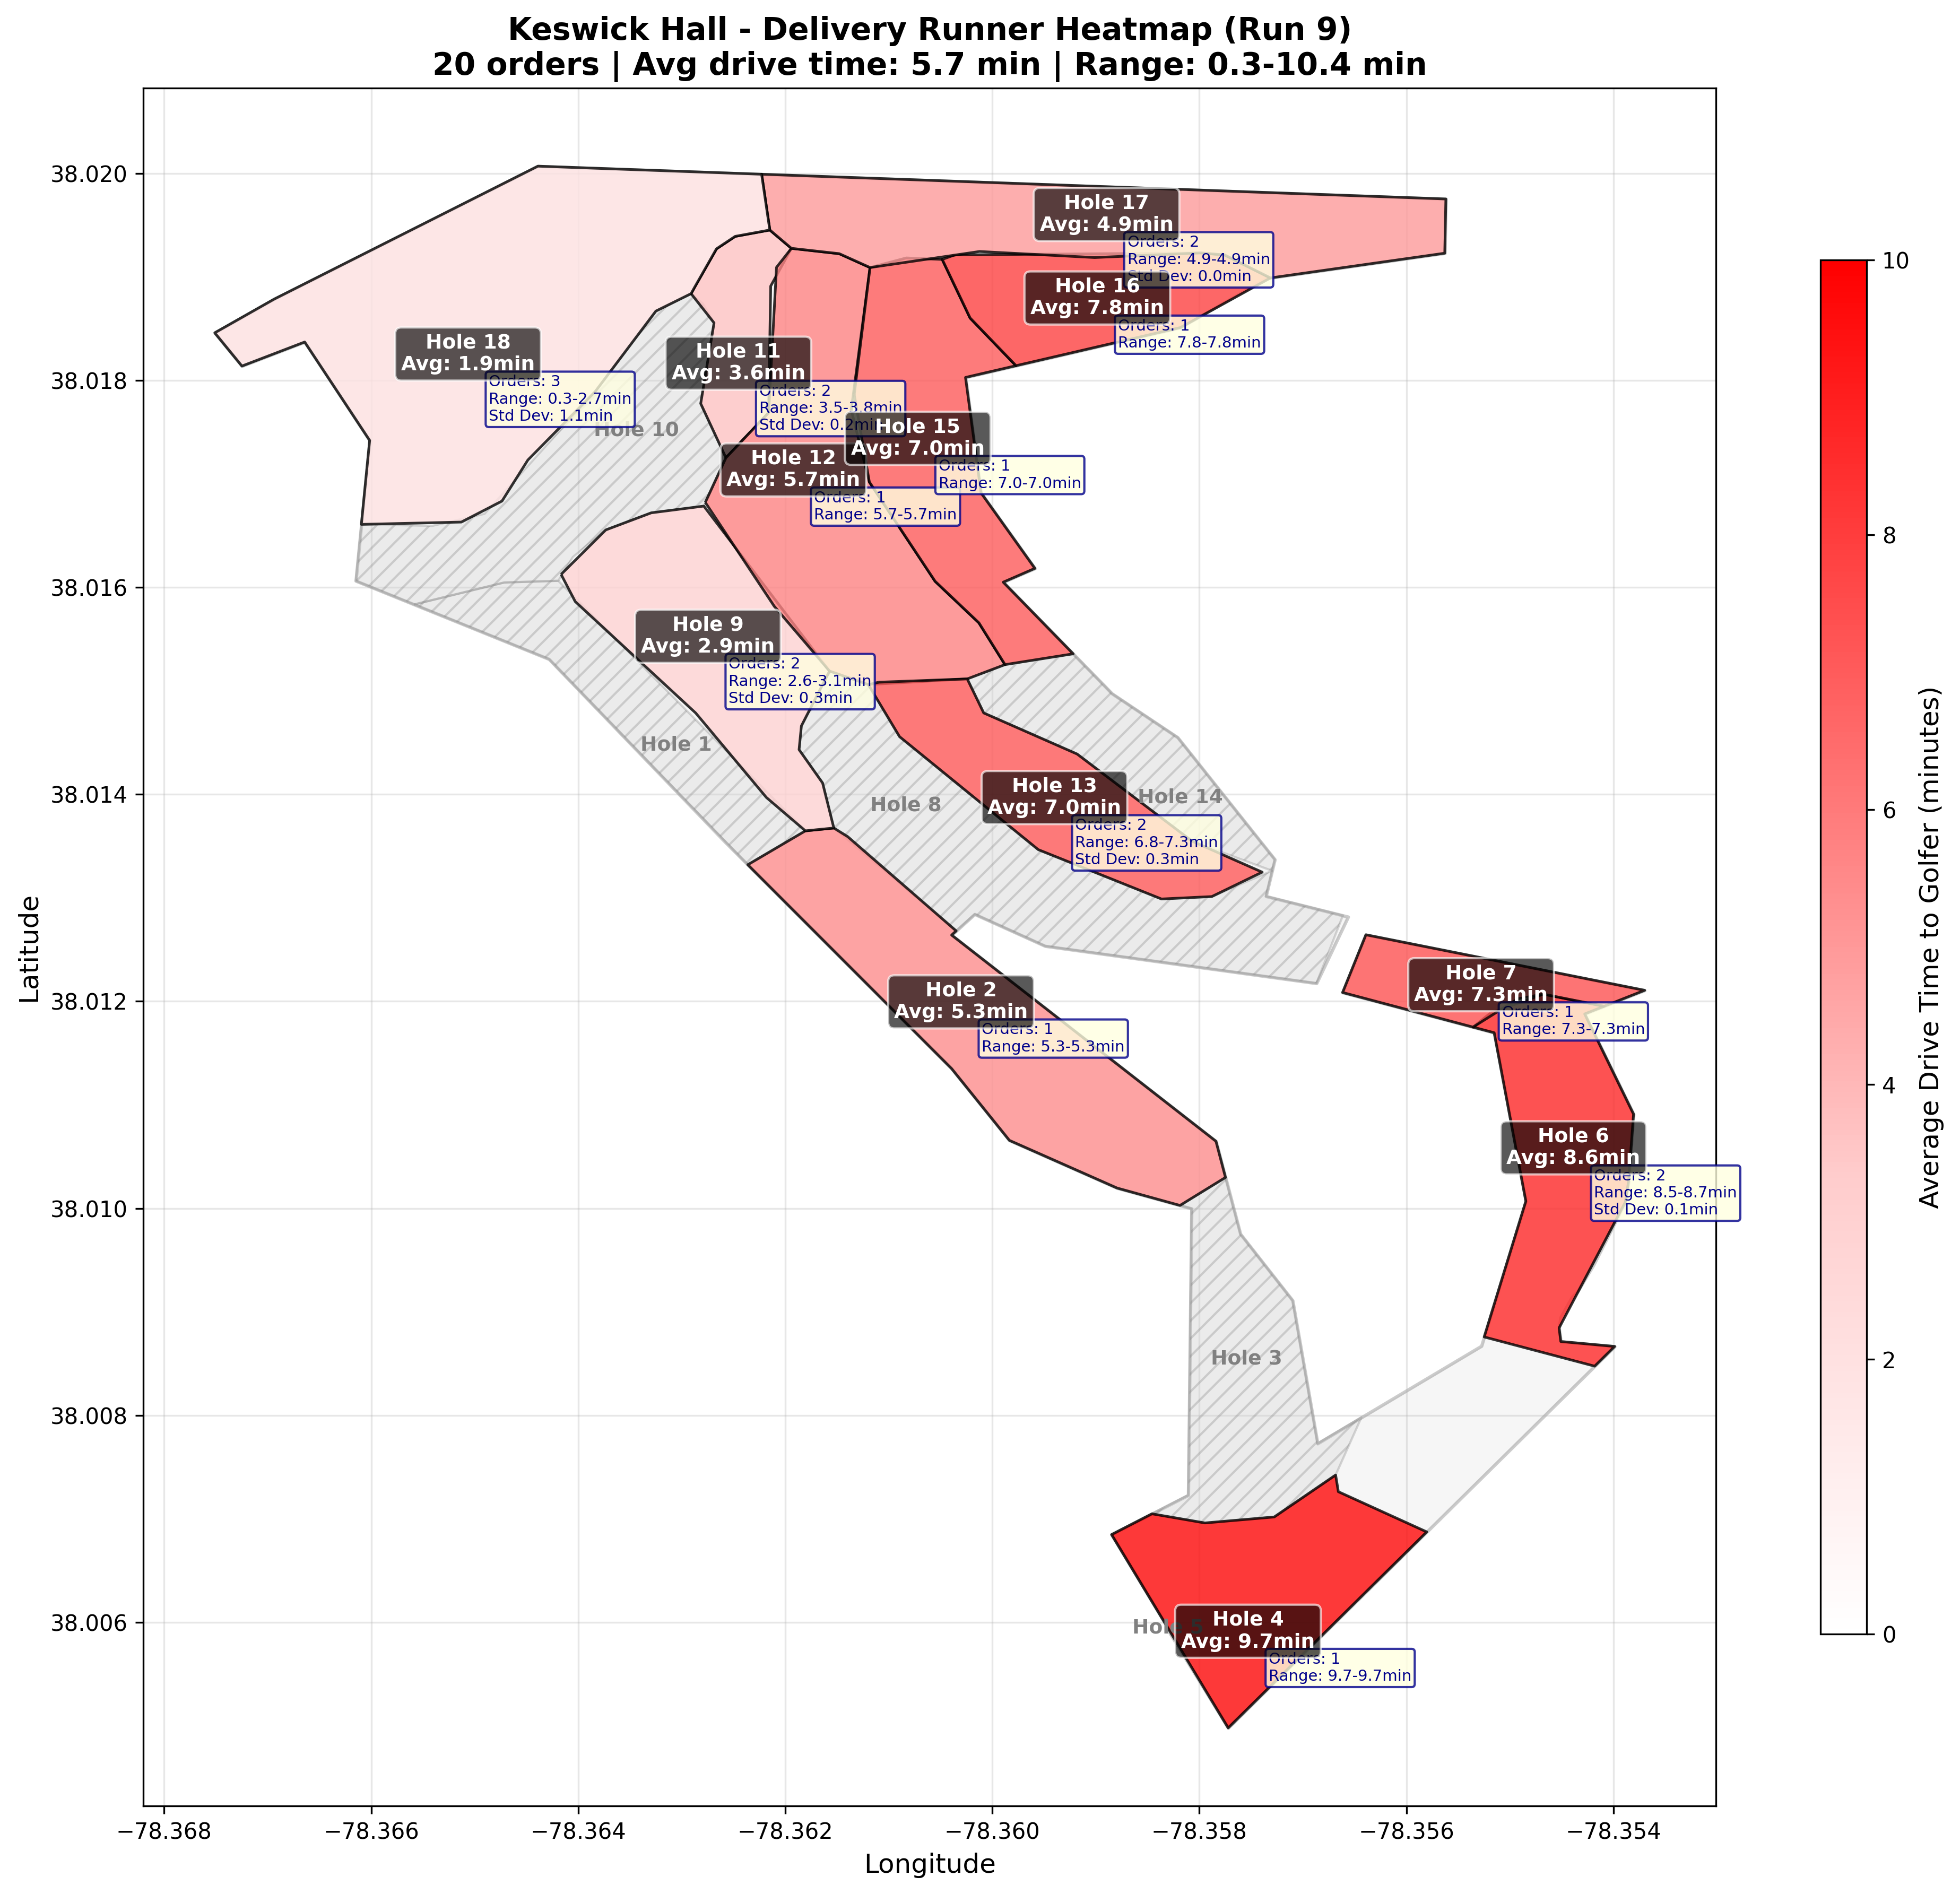 Keswick Hall - Delivery Runner Heatmap (Run 9)
20 orders | Avg drive time: 5.7 min | Range: 0.3-10.4 min
38.020
38.018
38.016
38.014
38.012
38.010
38.008
38.006
Latitude
Hole 17
Avg: 4.9min
Orders: 2
Range: 4.9-4.9min
Std Dev: 0.0min
Hole 16
Avg: 7.8min
Orders: 1
Range: 7.8-7.8min
Hole 18
Avg: 1.9min
Orders: 3
Range: 0.3-2.7min
Std Dev: 1.1min
Hole 10
Hole 11
Avg: 3.6min
Orders: 2
Range: 3.5-3.8min
Std Dev: 0.2min
Hole 15
Avg: 7.0min
Orders: 1
Range: 7.0-7.0min
Hole 12
Avg: 5.7min
Orders: 1
Range: 5.7-5.7min
Hole 9
Avg: 2.9min
Orders: 2
Range: 2.6-3.1min
Std Dev: 0.3min
Hole 1
Hole 8
Hole 13
Avg: 7.0min
Orders: 2
Range: 6.8-7.3min
Std Dev: 0.3min
Hole 14
Hole 2
Avg: 5.3min
Orders: 1
Range: 5.3-5.3min
Hole 7
Avg: 7.3min
Orders: 1
Range: 7.3-7.3min
Hole 6
Avg: 8.6min
Orders: 2
Range: 8.5-8.7min
Std Dev: 0.1min
Hole 3
Hole 5
Hole 4
Avg: 9.7min
Orders: 1
Range: 9.7-9.7min
−78.368
−78.366
−78.364
−78.362
−78.360
−78.358
−78.356
−78.354
Longitude
10
8
6
4
2
0
Average Drive Time to Golfer (minutes)